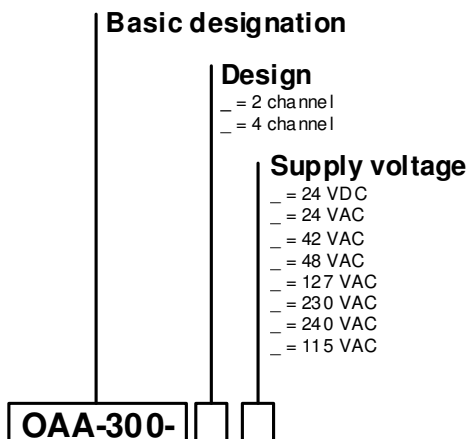 Basic designation
Design
_ = 2 channel
_ = 4 channel
Supply voltage
_ = 24 VDC
_ = 24 VAC
_ = 42 VAC
_ = 48 VAC
_ = 127 VAC
_ = 230 VAC
_ = 240 VAC
_ = 115 VAC
OAA-300-